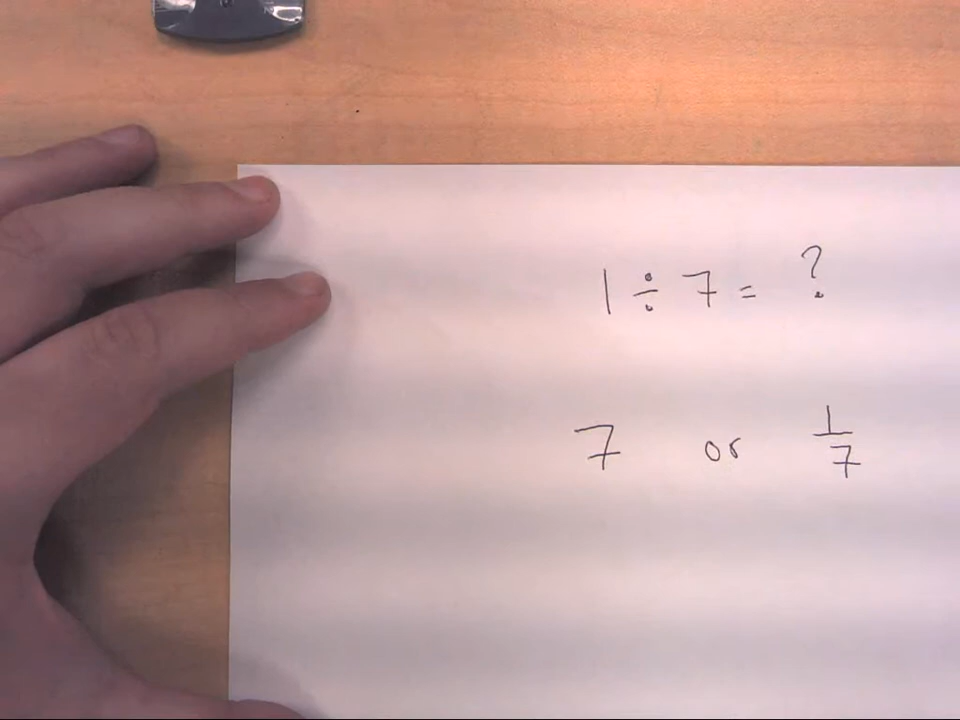 1 ÷ 7 = ?
7 or 1/7